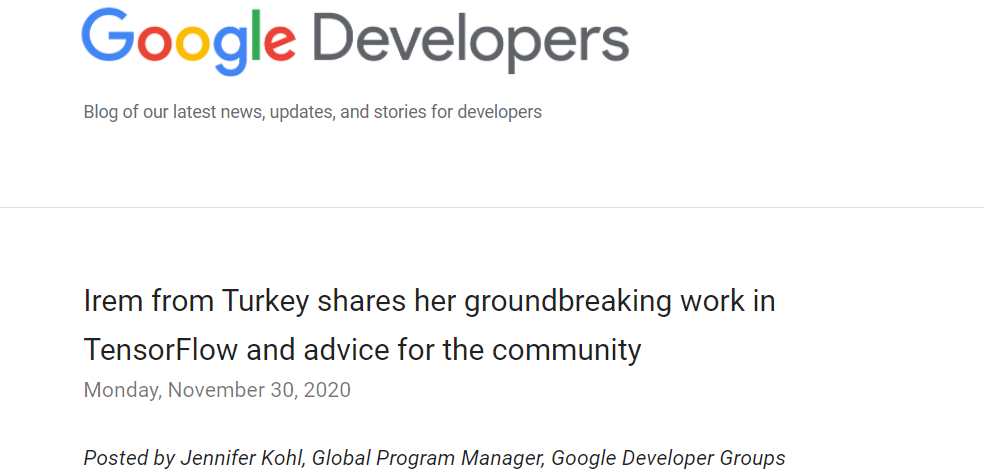 Google Developers
Blog of our latest news, updates, and stories for developers
Irem from Turkey shares her groundbreaking work in
TensorFlow and advice for the community
Monday, November 30, 2020
Posted by Jennifer Kohl, Global Program Manager, Google Developer Groups